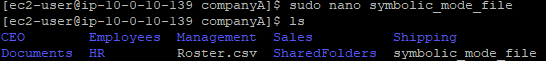 [ec2-user@ip-10-0-10-139 companyA]$ sudo nano symbolic_mode_file
[ec2-user@ip-10-0-10-139 companyA]$ ls
CEO        Employees  Management  Sales          Shipping
Documents  HR         Roster.csv  SharedFolders  symbolic_mode_file